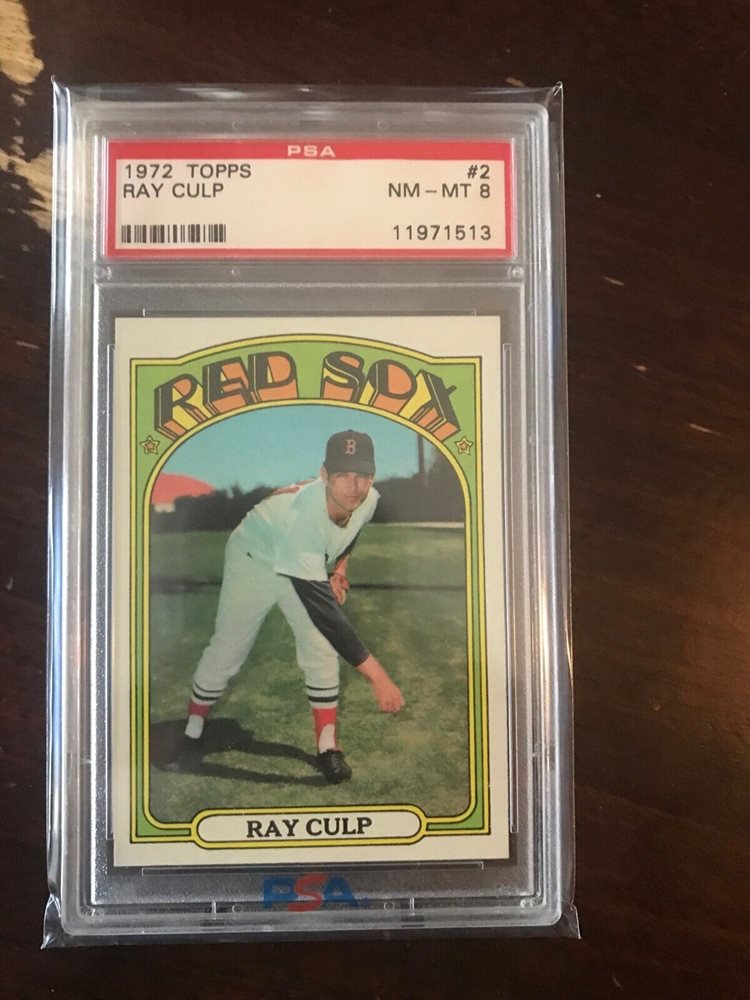 PSA
1972 TOPPS #2
RAY CULP NM-MT 8
11971513
RED SOX
B
RAY CULP
PSA